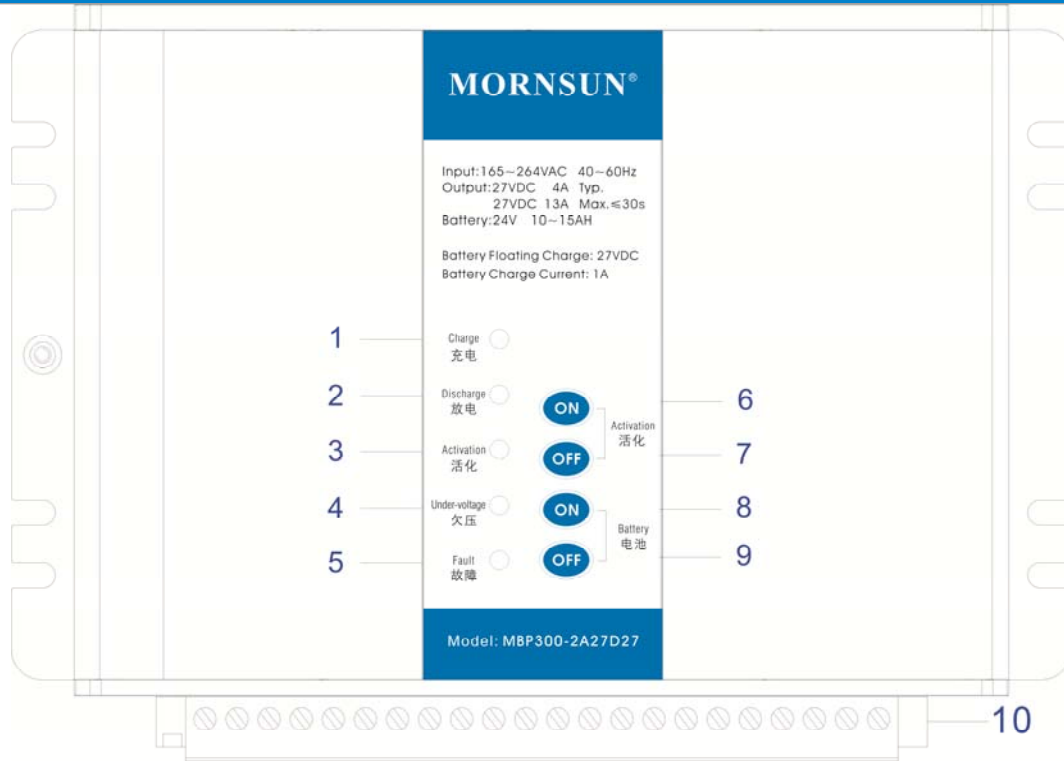 MORNSUN®
Input:165~264VAC 40~60Hz
Output:27VDC 4A Typ.
27VDC 13A Max.≤30s
Battery:24V 10~15AH
Battery Floating Charge: 27VDC
Battery Charge Current: 1A
1
Charge
充电
2
Discharge
放电
ON
6
Activation
活化
3
Activation
活化
OFF
7
4
Under-voltage
欠压
ON
8
Battery
电池
5
Fault
故障
OFF
9
Model: MBP300-2A27D27
10